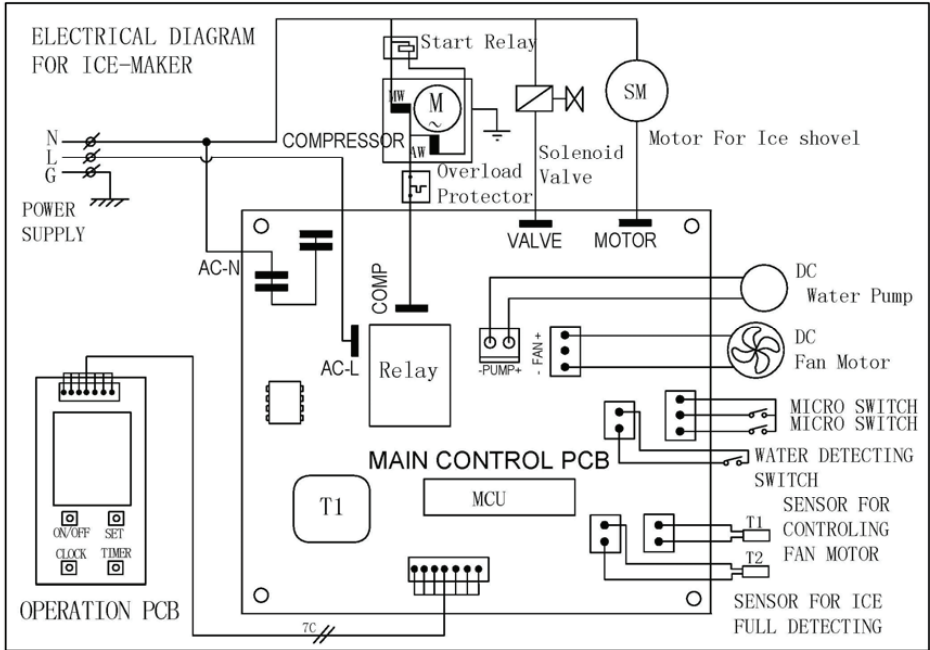 ELECTRICAL DIAGRAM
FOR ICE-MAKER
Start Relay
MW
M
~
AW
COMPRESSOR
Overload
Protector
Solenoid
Valve
SM
Motor For Ice shovel
N
L
G
POWER
SUPPLY
VALVE
MOTOR
AC-N
COMP
AC-L
Relay
-PUMP+
- FAN +
DC
Water Pump
DC
Fan Motor
MICRO SWITCH
MICRO SWITCH
WATER DETECTING
SWITCH
MAIN CONTROL PCB
T1
MCU
SENSOR FOR
CONTROLING
FAN MOTOR
T1
T2
SENSOR FOR ICE
FULL DETECTING
ON/OFF
SET
CLOCK
TIMER
OPERATION PCB
7C